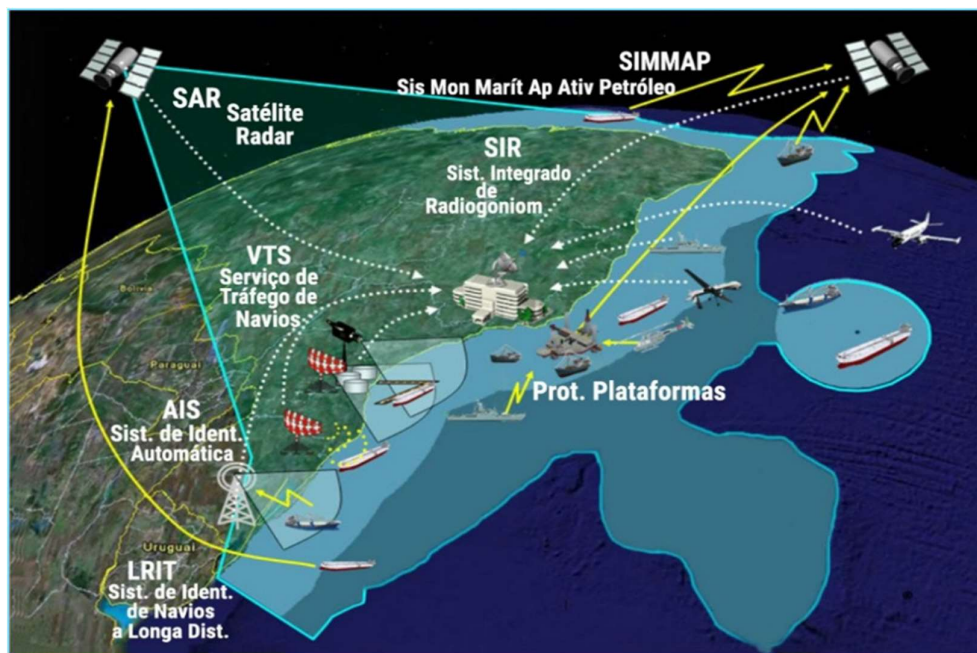 SIMMAP
Sis Mon Marít Ap Ativ Petróleo
SAR
Satélite
Radar
SIR
Sist. Integrado
de
Radiogoniom
VTS
Serviço de
Tráfego de
Navios
Bolivia
Paraguai
Prot. Plataformas
AIS
Sist. de Ident.
Automática
Uruguai
LRIT
Sist. de Ident.
de Navios
a Longa Dist.